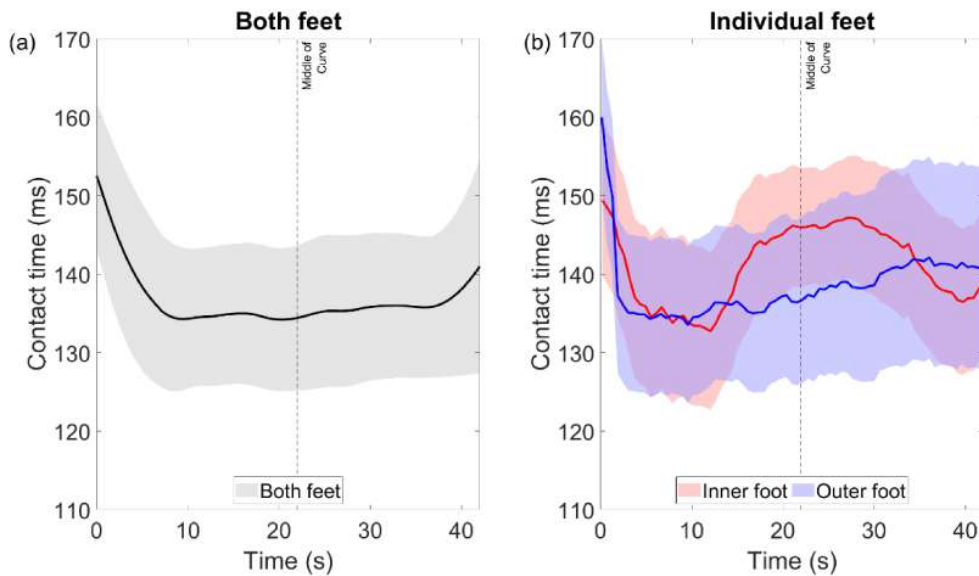 Both feet
(a)
170
160
150
140
130
120
110
Contact time (ms)
Middle of
Curve
Both feet
0
10
20
30
40
Time (s)
Individual feet
(b)
170
160
150
140
130
120
110
Contact time (ms)
Middle of
Curve
Inner foot Outer foot
0
10
20
30
40
Time (s)